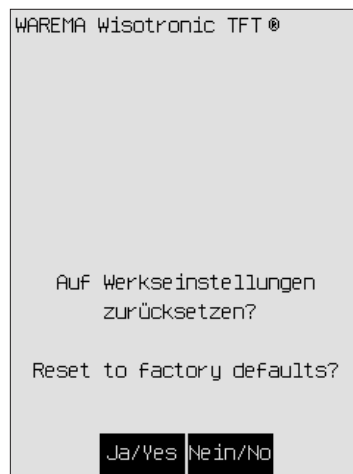 WAREMA Wisotronic TFT ®
Auf Werkseinstellungen
zurücksetzen?
Reset to factory defaults?
Ja/Yes Nein/No